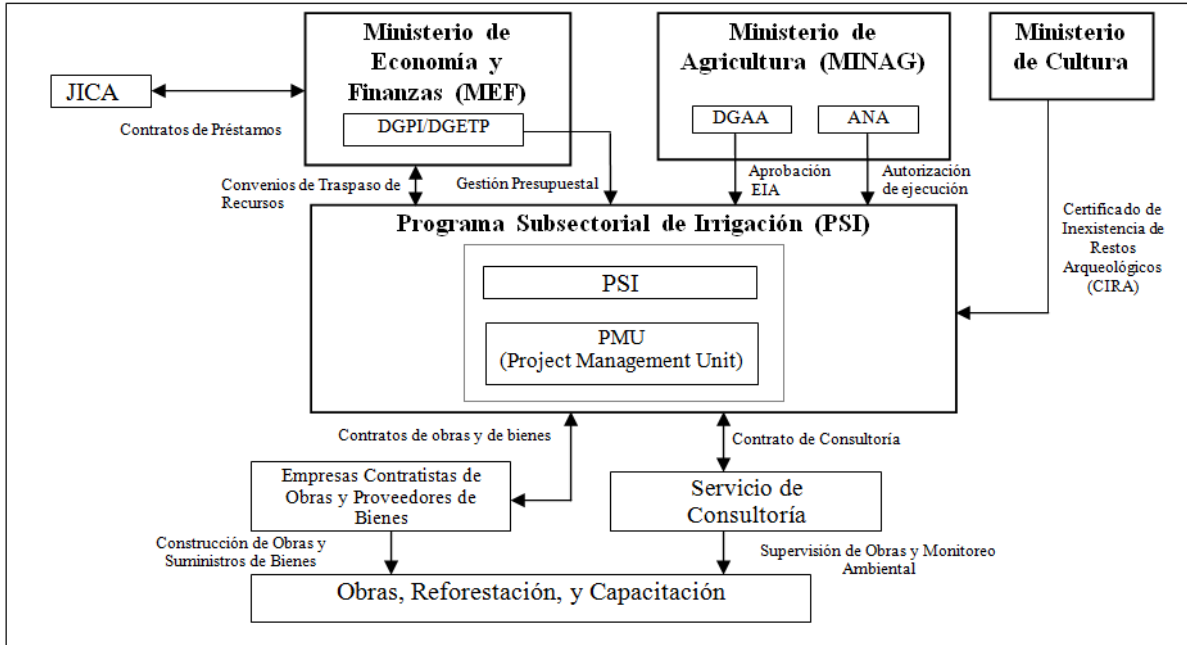 Ministerio de
Economía y
Finanzas (MEF)
DGPI/DGETP
Ministerio de
Agricultura (MINAG)
DGAA
ANA
Ministerio
de Cultura
JICA
Contratos de Préstamos
Convenios de Traspaso de
Recursos
Gestión Presupuestal
Aprobación
EIA
Autorización
de ejecución
Certificado de
Inexistencia de
Restos
Arqueológicos
(CIRA)
Programa Subsectorial de Irrigación (PSI)
PSI
PMU
(Project Management Unit)
Contratos de obras y de bienes
Contrato de Consultoría
Empresas Contratistas de
Obras y Proveedores de
Bienes
Servicio de
Consultoría
Construcción de Obras y
Suministros de Bienes
Supervisión de Obras y Monitoreo
Ambiental
Obras, Reforestación, y Capacitación